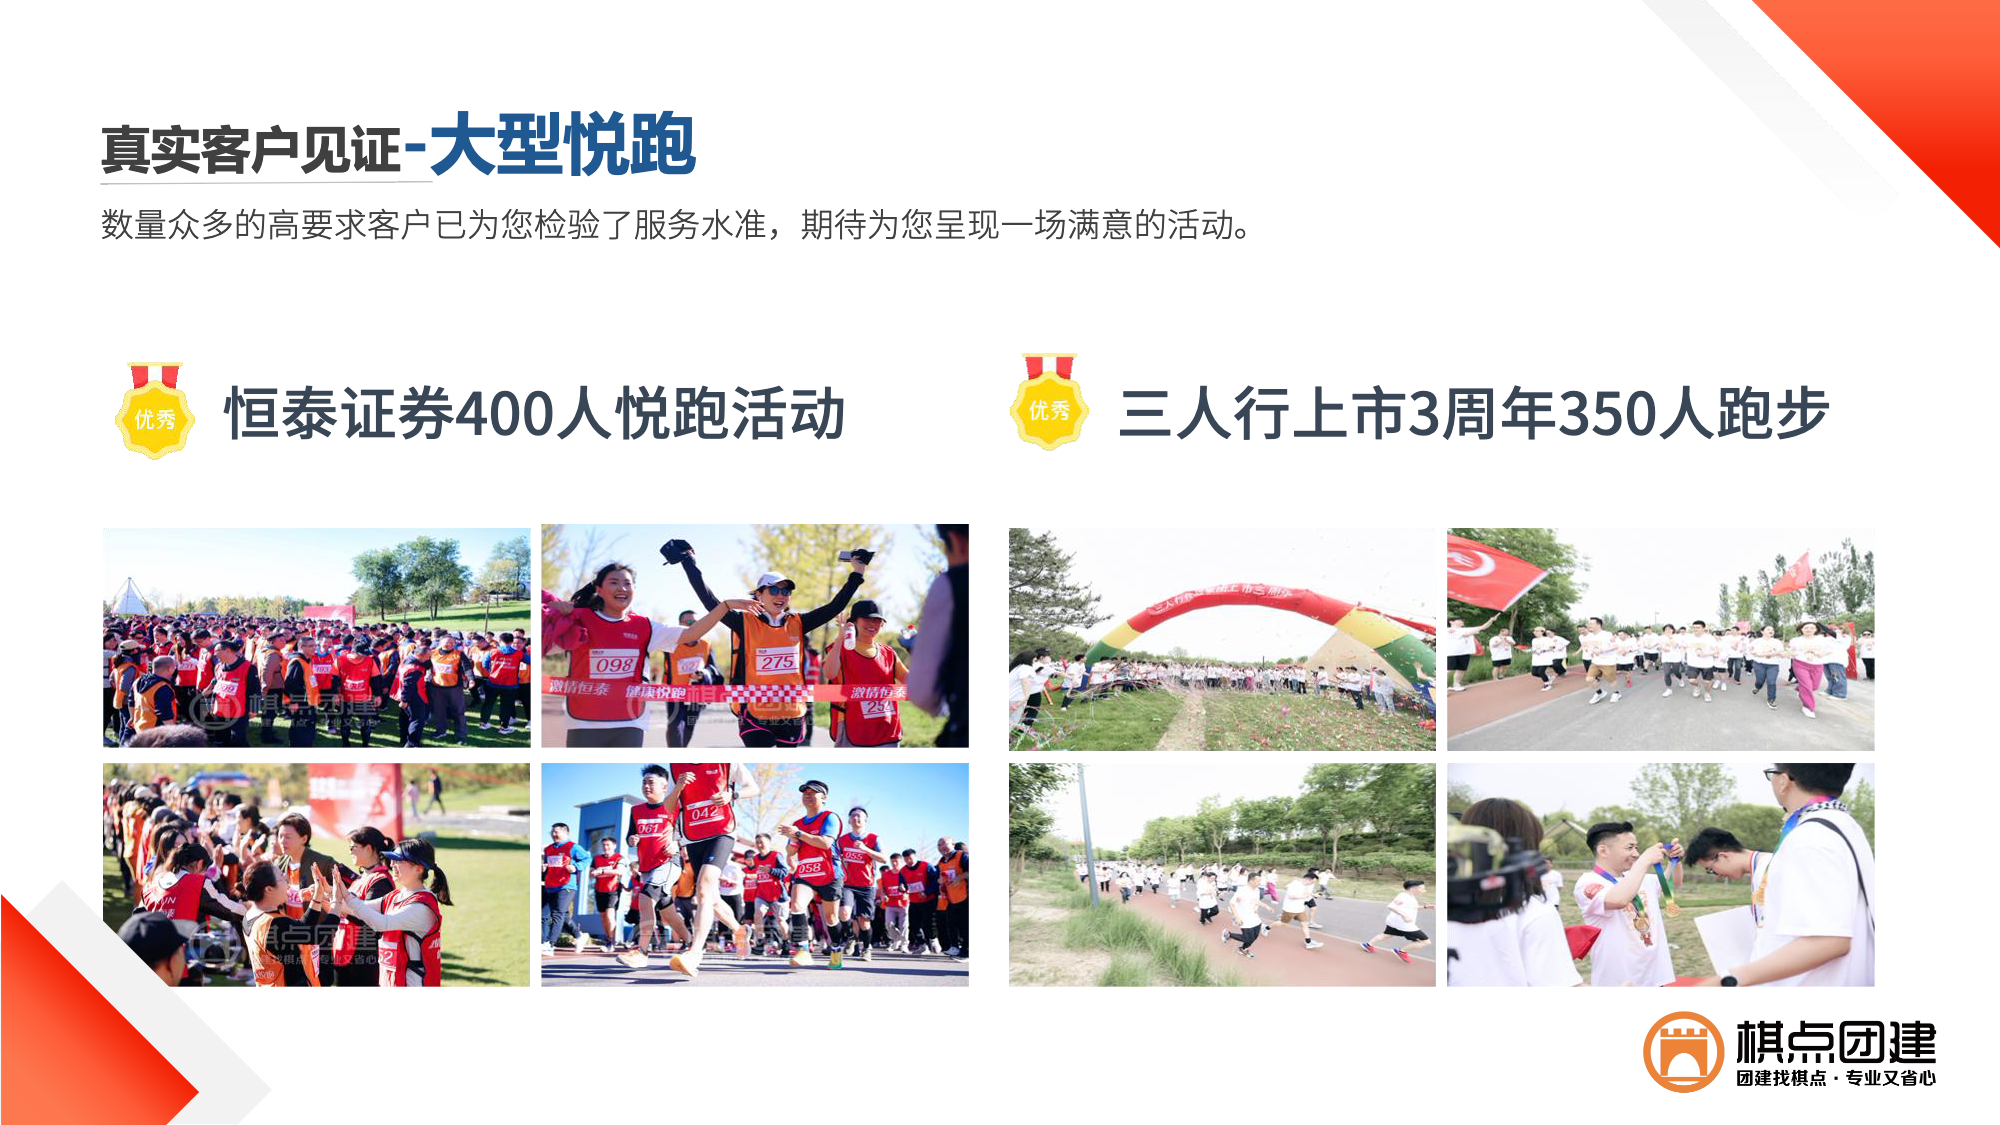 真实客户见证-大型悦跑
数量众多的高要求客户已为您检验了服务水准，期待为您呈现一场满意的活动。
优秀
恒泰证券400人悦跑活动
优秀
三人行上市3周年350人跑步
098
275
激情恒泰 健康悦跑
激情恒泰
061
042
058
055
棋点团建
团建找棋点·专业又省心